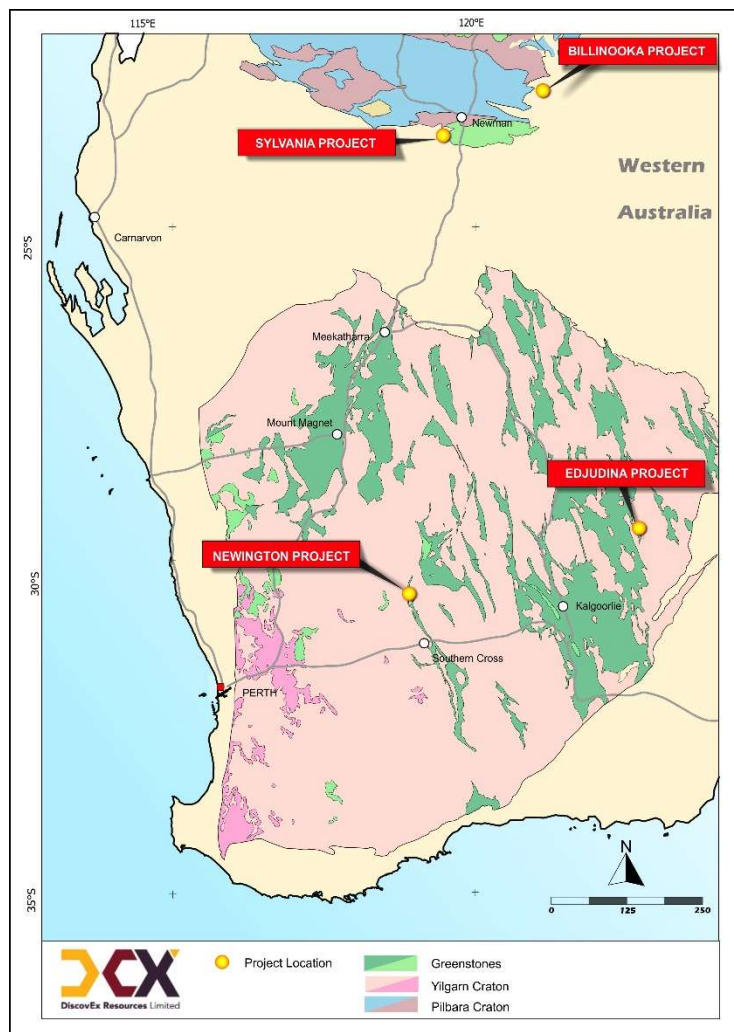 115°E 120°E
BILLINOOKA PROJECT
Newman
SYLVANIA PROJECT
Western
Australia
25°S
Carnarvon
Meekatharra
Mount Magnet
EDJUDINA PROJECT
NEWINGTON PROJECT
30°S
Kalgoorlie
Southern Cross
PERTH
N
35°S
0 125 250
DCX
DiscovEx Resources Limited
Project Location
Greenstones
Yilgarn Craton
Pilbara Craton